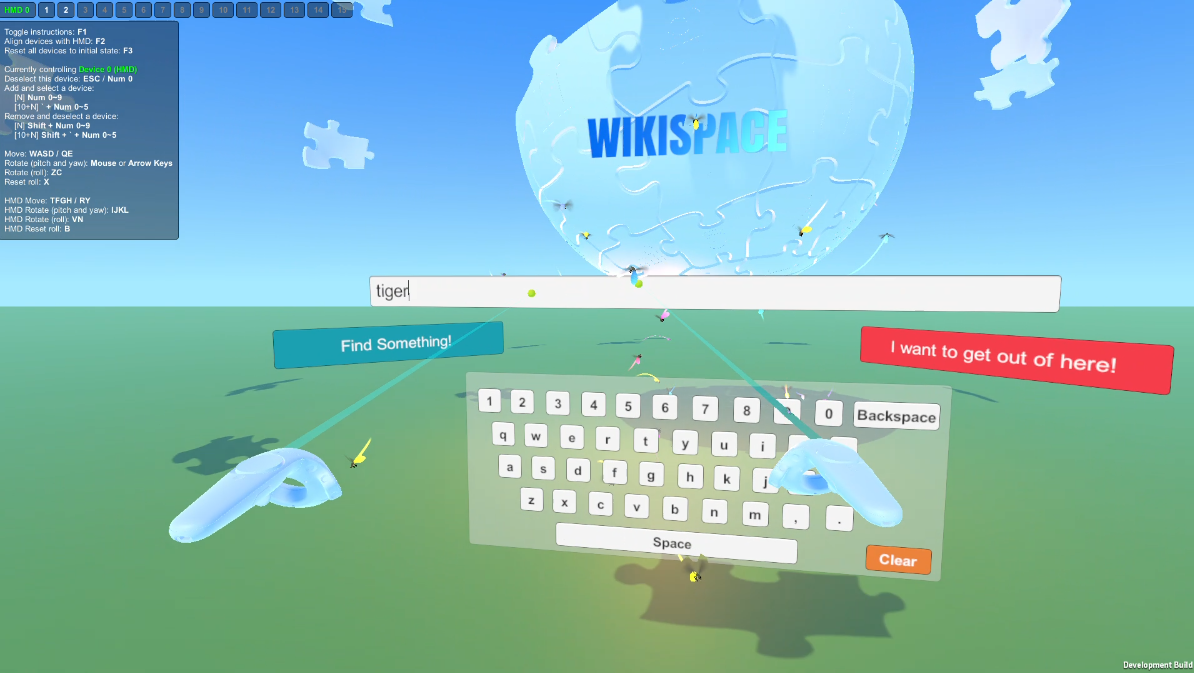 HMD 0 1 2 3 4 5 6 7 8 9 10 11 12 13 14 15
Toggle instructions: F1
Align devices with HMD: F2
Reset all devices to initial state: F3
Currently controlling Device 0 (HMD)
Deselect this device: ESC / Num 0
Add and select a device:
[N] Num 0~9
[10+N] ` + Num 0~5
Remove and deselect a device:
[N] Shift + Num 0~9
[10+N] Shift + ` + Num 0~5
Move: WASD / QE
Rotate (pitch and yaw): Mouse or Arrow Keys
Rotate (roll): ZC
Reset roll: X
HMD Move: TFGH / RY
HMD Rotate (pitch and yaw): IJKL
HMD Rotate (roll): VN
HMD Reset roll: B
WIKISPACE
tiger
Find Something!
I want to get out of here!
1 2 3 4 5 6 7 8 0 Backspace
q w e r t y u i
a s d f g h k j
z x c v b n m , .
Space
Clear
Development Build